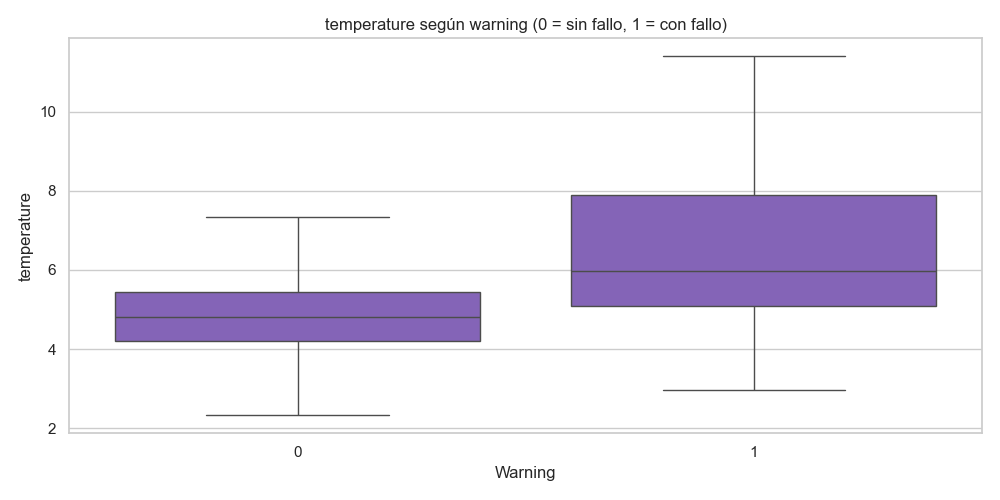 temperature según warning (0 = sin fallo, 1 = con fallo)
temperature
10
8
6
4
2
0 1
Warning